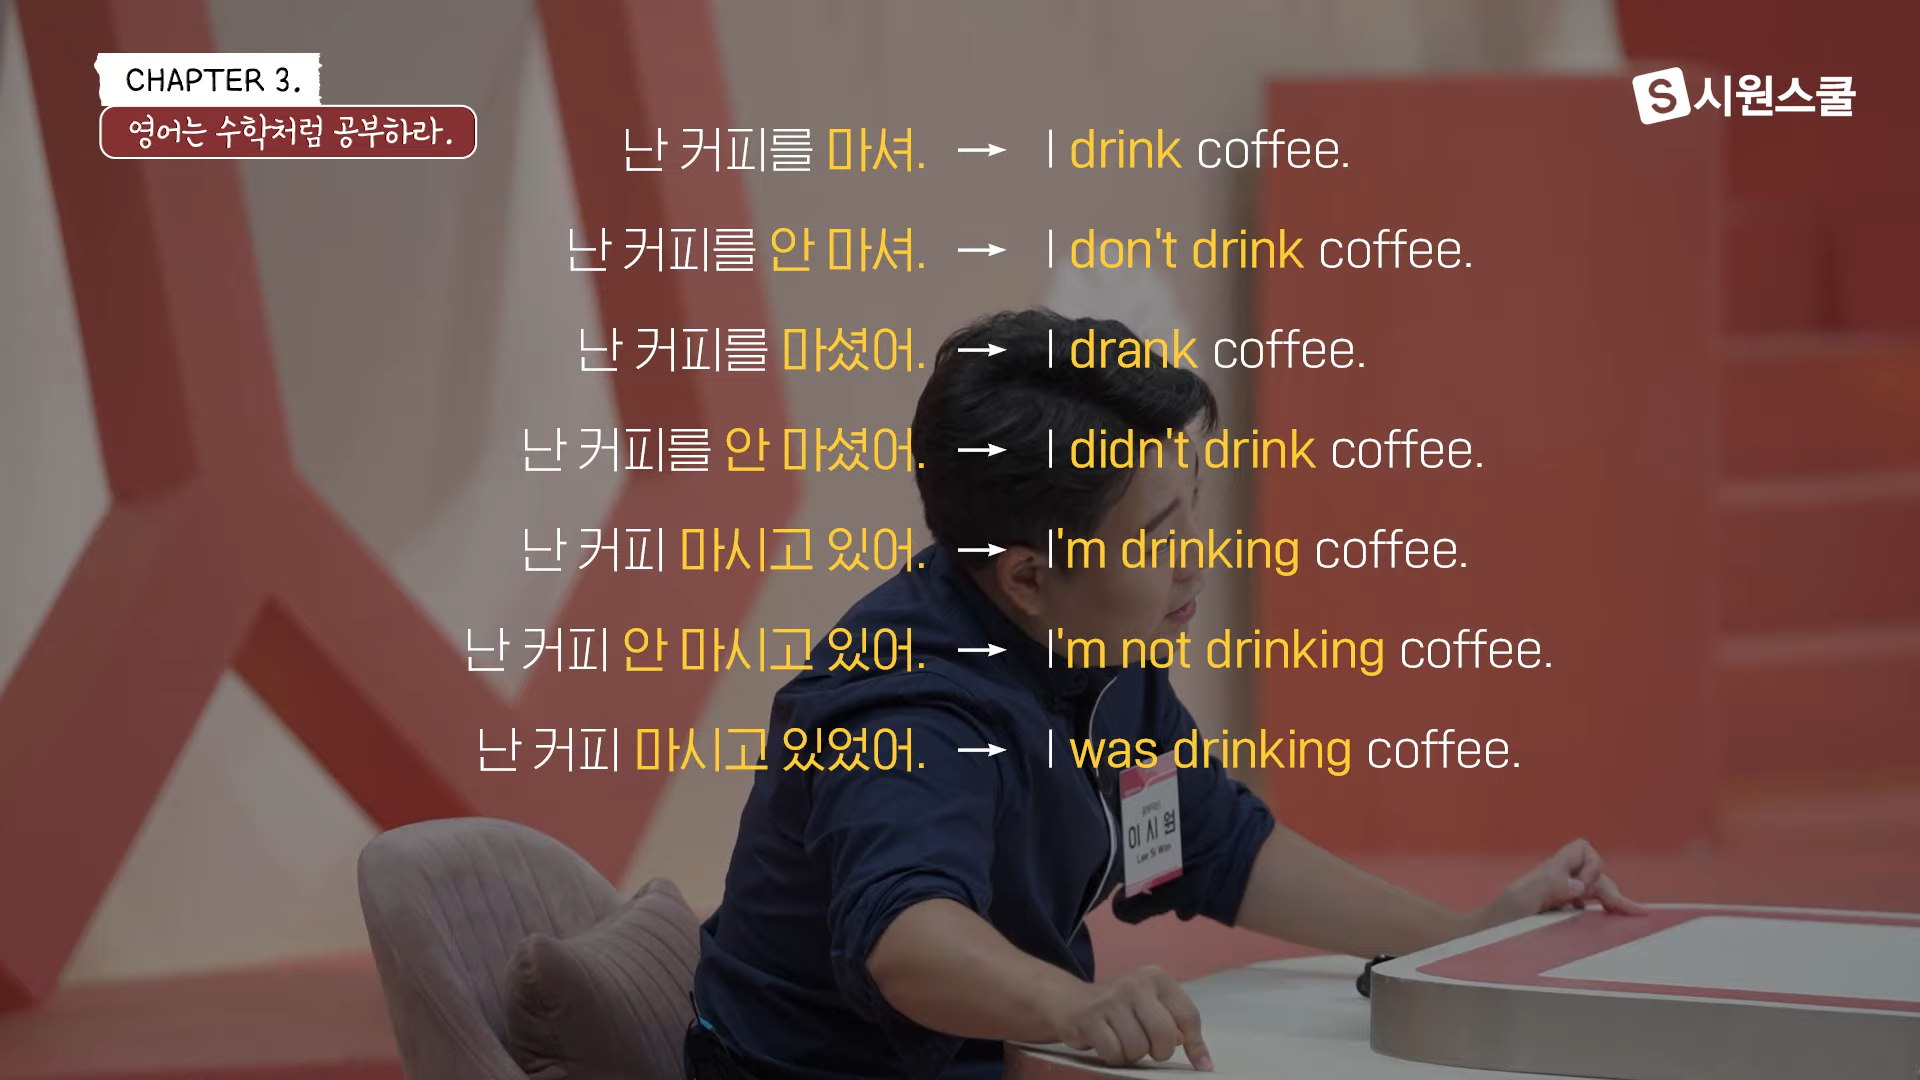 CHAPTER 3.
영어는 수학처럼 공부하라.
S 시원스쿨
난 커피를 마셔. → I drink coffee.
난 커피를 안 마셔. → I don't drink coffee.
난 커피를 마셨어. → I drank coffee.
난 커피를 안 마셨어. → I didn't drink coffee.
난 커피 마시고 있어. → I'm drinking coffee.
난 커피 안 마시고 있어. → I'm not drinking coffee.
난 커피 마시고 있었어. → I was drinking coffee.
이시원
Lee Si Won